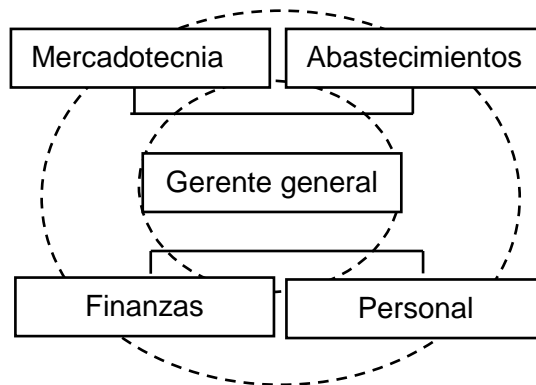 Mercadotecnia
Abastecimientos
Gerente general
Finanzas
Personal